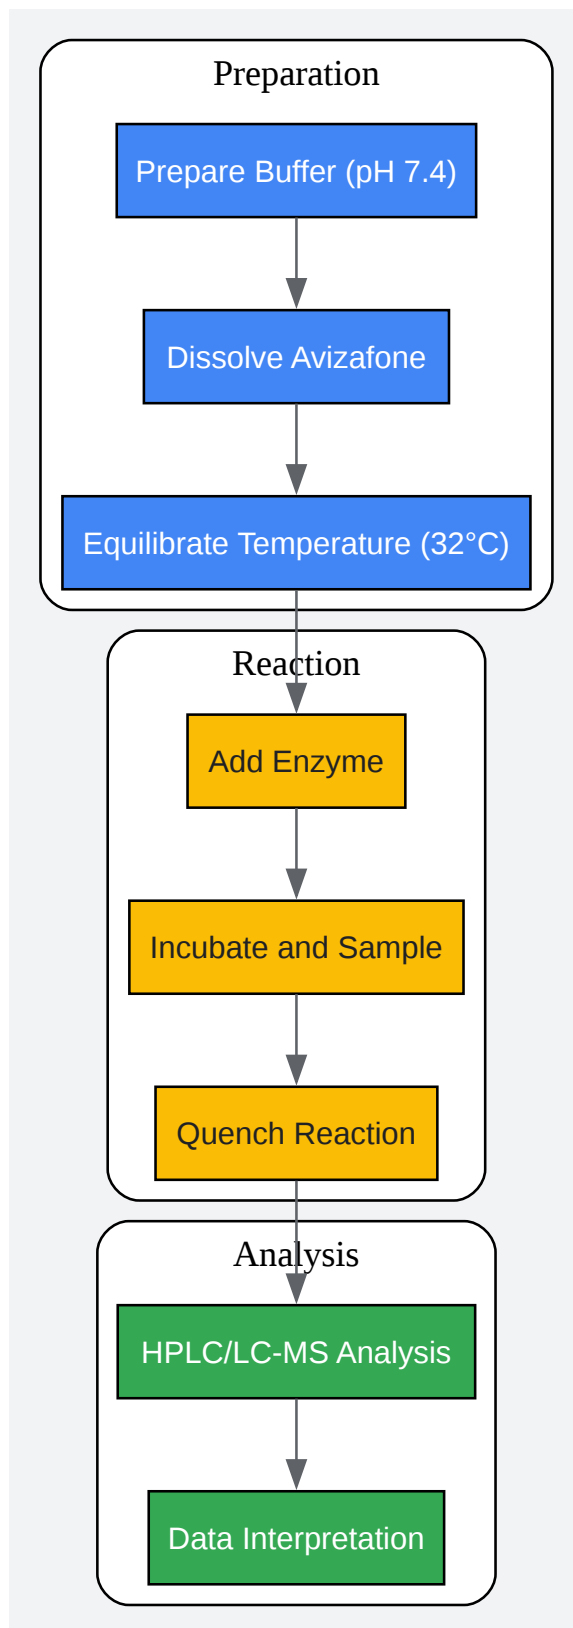 Preparation
Prepare Buffer (pH 7.4)
Dissolve Avizafone
Equilibrate Temperature (32°C)
Reaction
Add Enzyme
Incubate and Sample
Quench Reaction
Analysis
HPLC/LC-MS Analysis
Data Interpretation